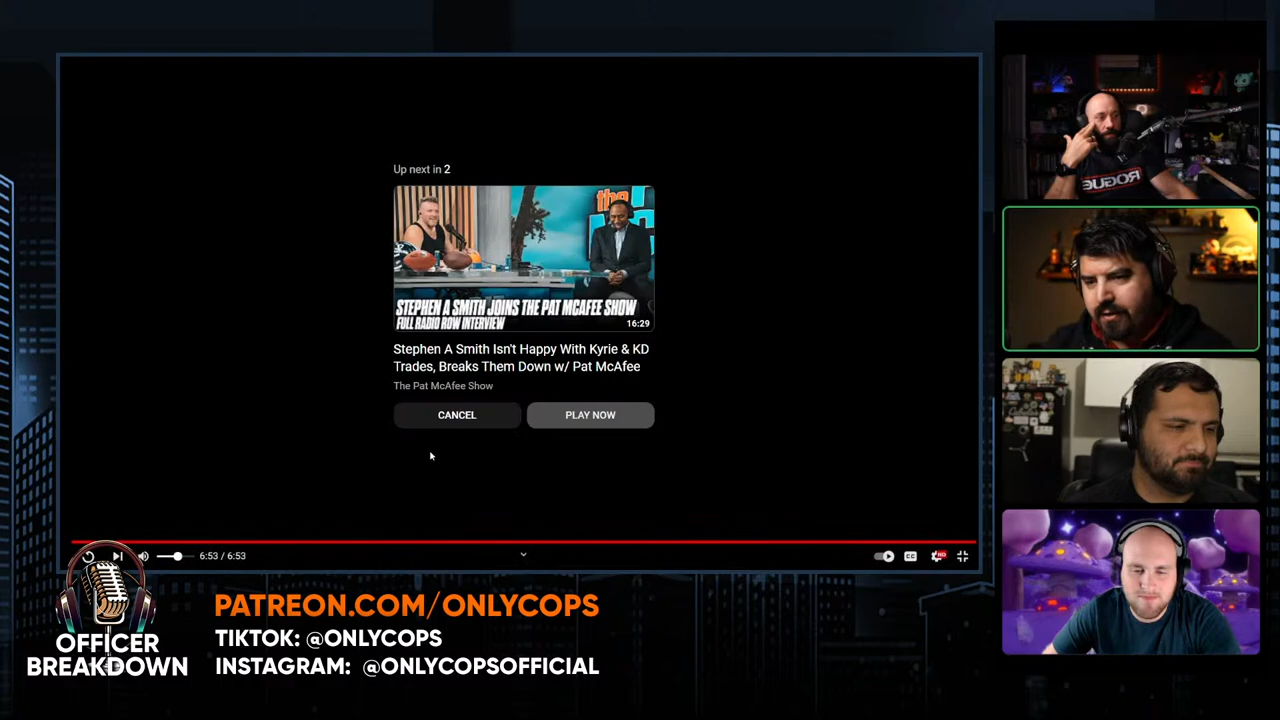 Up next in 2
STEPHEN A SMITH JOINS THE PAT MCAFEE SHOW
FULL RADIO ROW INTERVIEW
16:29
Stephen A Smith Isn't Happy With Kyrie & KD
Trades, Breaks Them Down w/ Pat McAfee
The Pat McAfee Show
CANCEL
PLAY NOW
6:53 / 6:53
CC
HD
OFFICER
BREAKDOWN
PATREON.COM/ONLYCOPS
TIKTOK: @ONLYCOPS
INSTAGRAM: @ONLYCOPSOFFICIAL
ROGUE